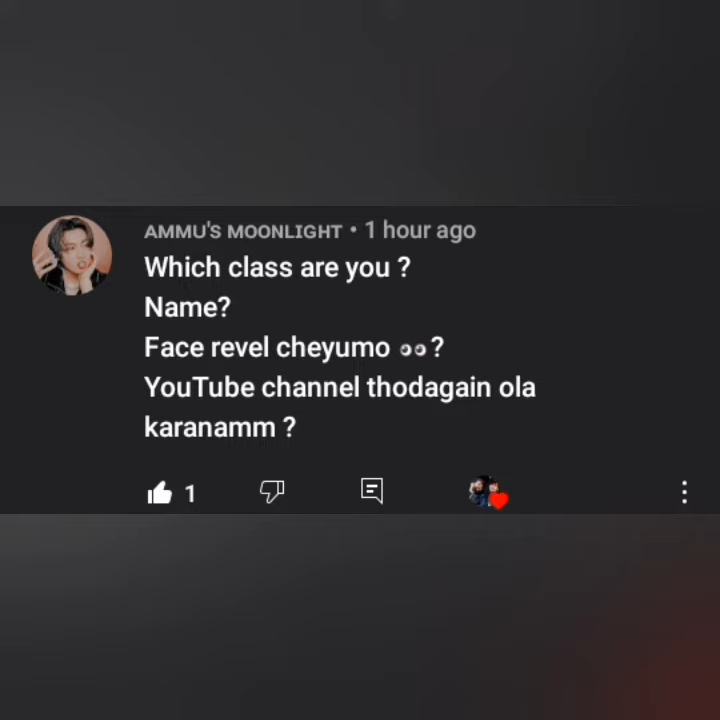 AMMU'S MOONLIGHT • 1 hour ago
Which class are you ?
Name?
Face revel cheyumo 👀?
YouTube channel thodagain ola
karanamm ?
1